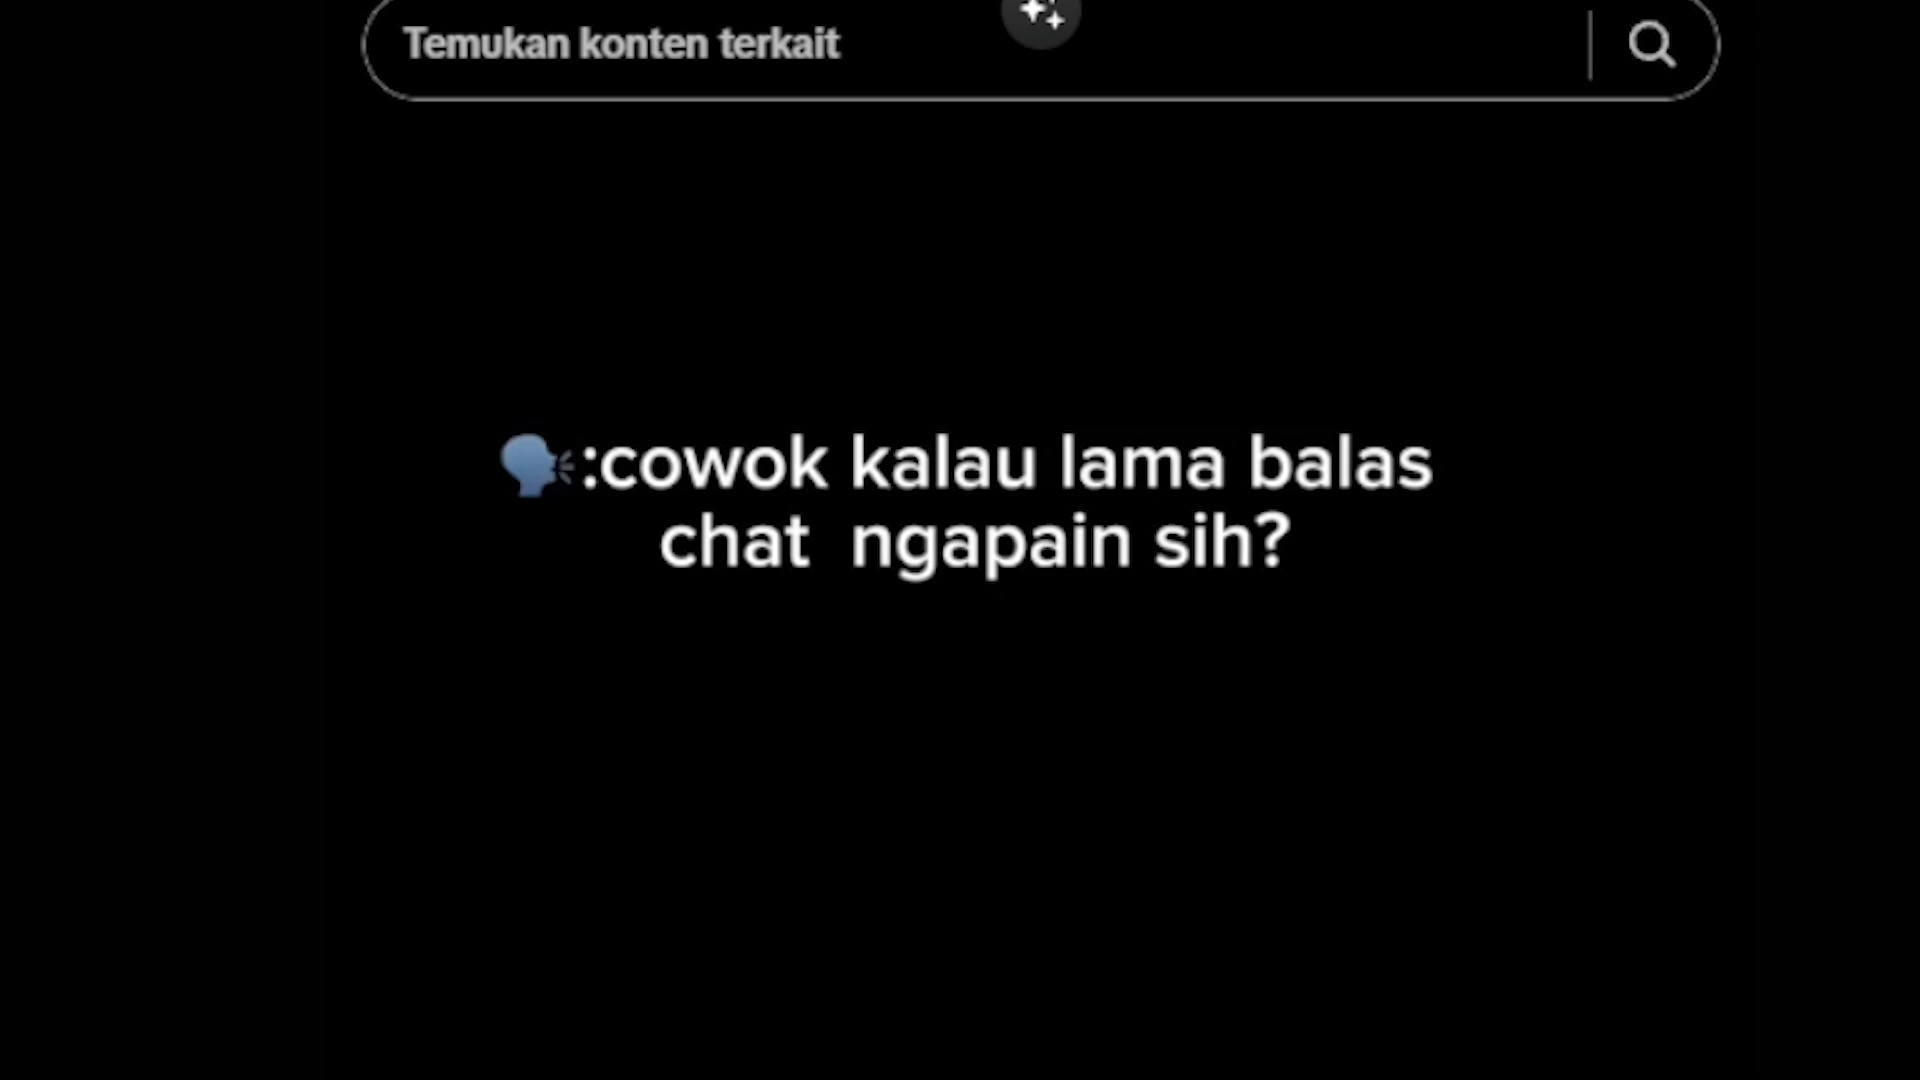 Temukan konten terkait
🗣️:cowok kalau lama balas
chat  ngapain sih?